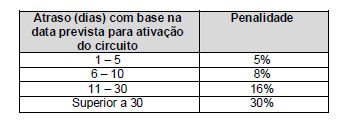 Atraso (dias) com base na Penalidade
data prevista para ativação
do circuito
1 – 5 5%
6 – 10 8%
11 – 30 16%
Superior a 30 30%